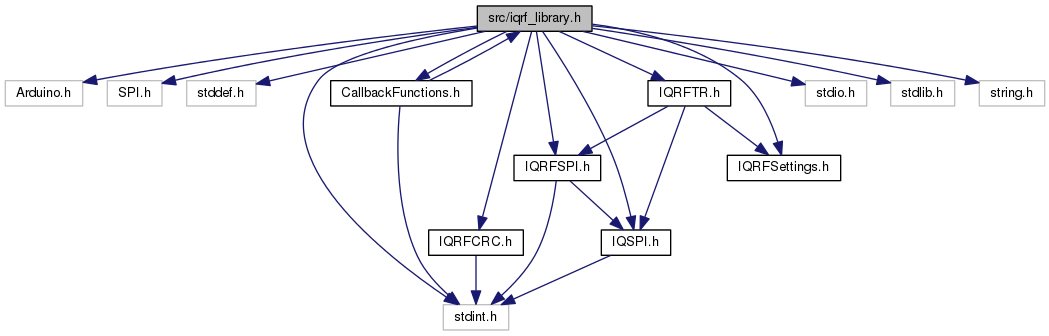 src/iqrf_library.h
Arduino.h
SPI.h
stddef.h
CallbackFunctions.h
IQRFTR.h
stdio.h
stdlib.h
string.h
IQRFSPI.h
IQRFSettings.h
IQRFCRC.h
IQSPI.h
stdint.h